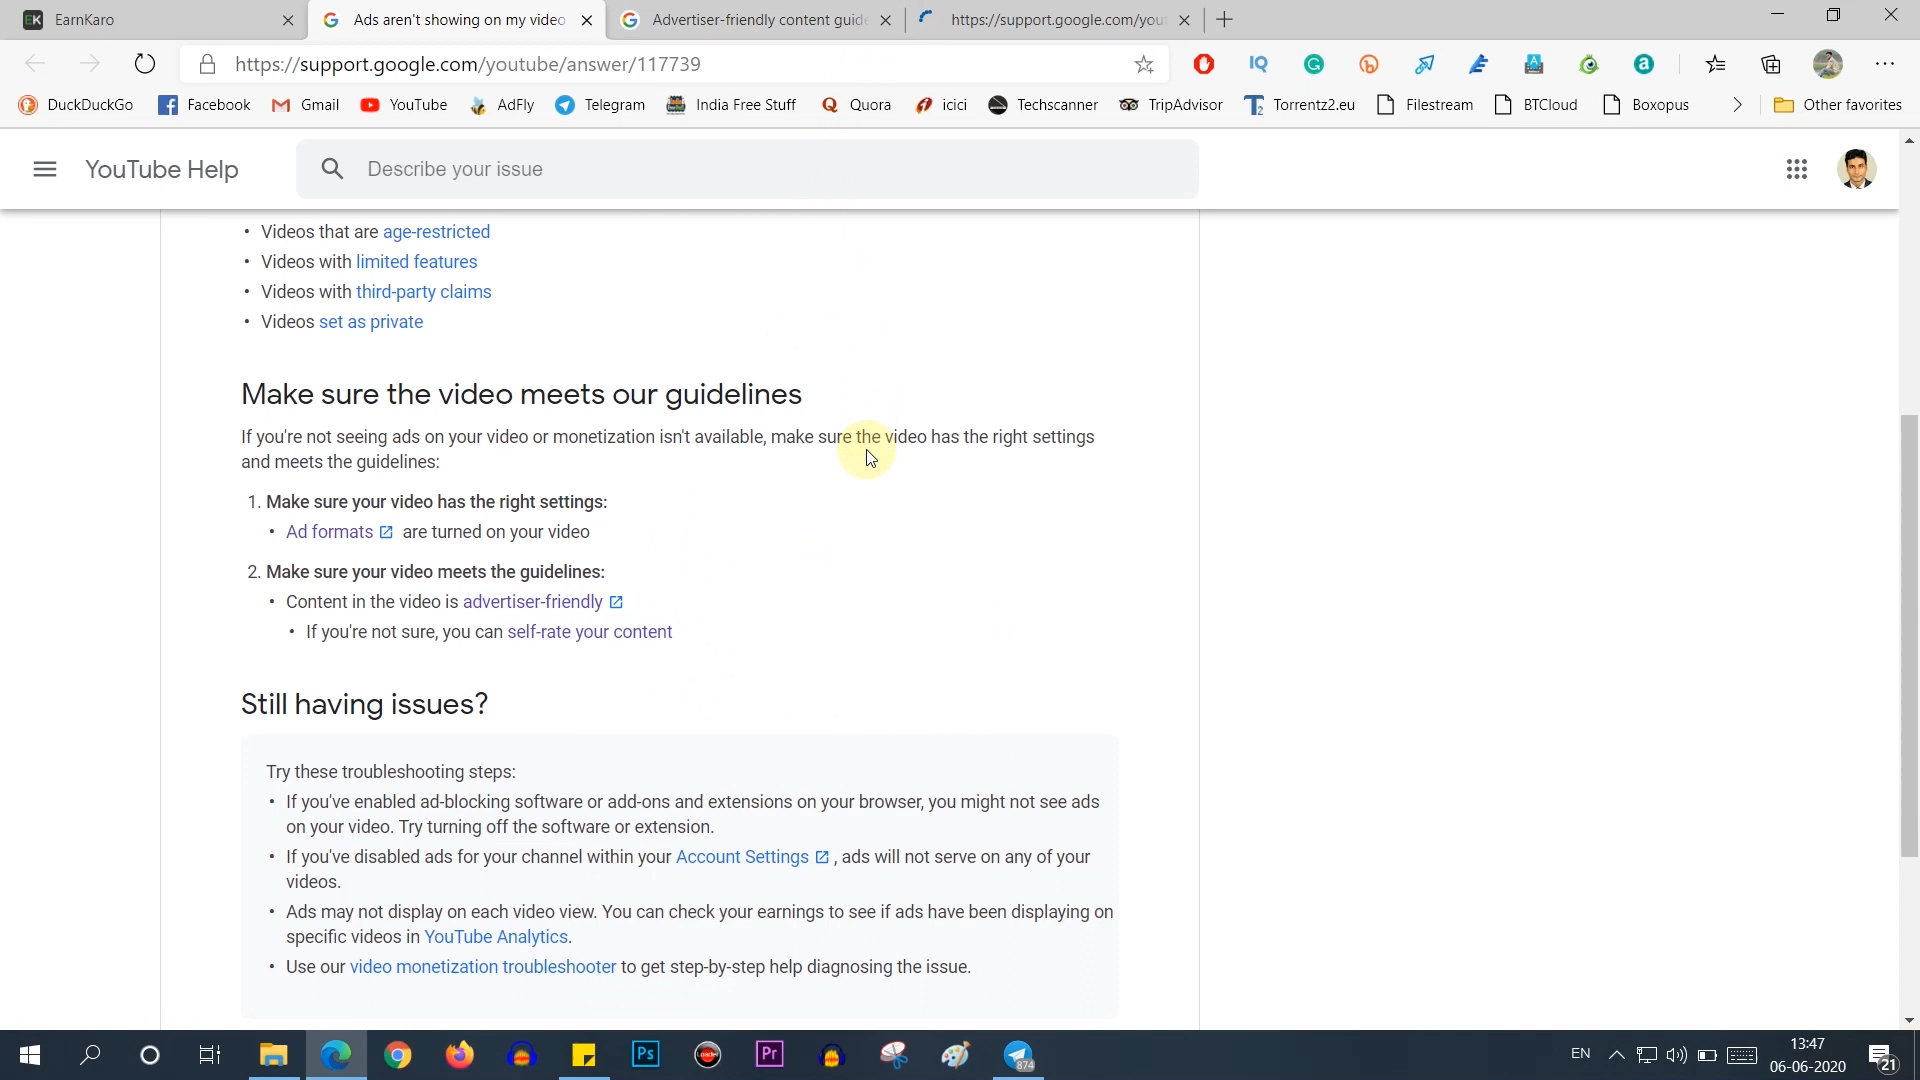 EarnKaro
Ads aren't showing on my video
Advertiser-friendly content guide
https://support.google.com/yout
https://support.google.com/youtube/answer/117739
IQ
DuckDuckGo Facebook Gmail YouTube AdFly Telegram India Free Stuff Quora icici Techscanner TripAdvisor Torrentz2.eu Filestream BTCloud Boxopus Other favorites
YouTube Help
Describe your issue
• Videos that are age-restricted
• Videos with limited features
• Videos with third-party claims
• Videos set as private
Make sure the video meets our guidelines
If you're not seeing ads on your video or monetization isn't available, make sure the video has the right settings
and meets the guidelines:
1. Make sure your video has the right settings:
• Ad formats are turned on your video
2. Make sure your video meets the guidelines:
• Content in the video is advertiser-friendly
• If you're not sure, you can self-rate your content
Still having issues?
Try these troubleshooting steps:
• If you've enabled ad-blocking software or add-ons and extensions on your browser, you might not see ads
on your video. Try turning off the software or extension.
• If you've disabled ads for your channel within your Account Settings , ads will not serve on any of your
videos.
• Ads may not display on each video view. You can check your earnings to see if ads have been displaying on
specific videos in YouTube Analytics.
• Use our video monetization troubleshooter to get step-by-step help diagnosing the issue.
Ps
Loader
Pr
874
EN
13:47
06-06-2020
21